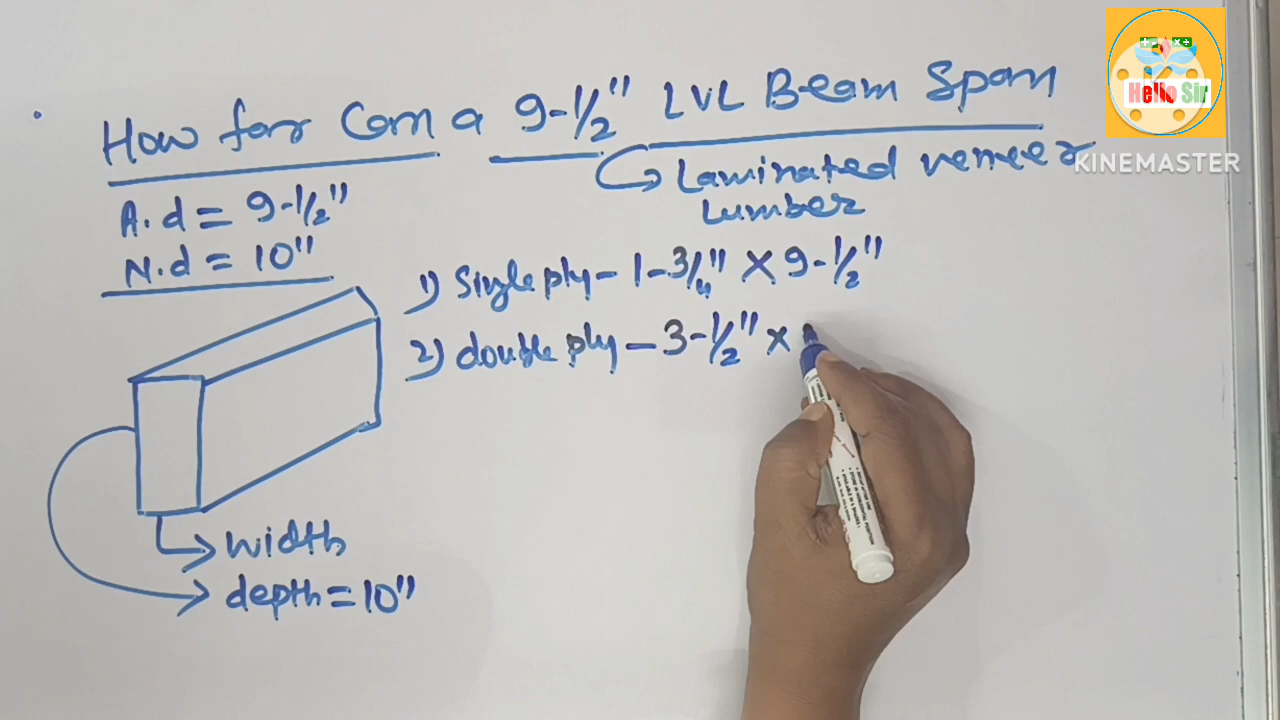 How far Can a 9-1/2" LVL Beam Span
Laminated veneer
Lumber
A.d = 9-1/2"
N.d = 10"
1) Single ply - 1-3/4" X 9-1/2"
2) double ply - 3-1/2" x
width
depth = 10"
Hello Sir
KINEMASTER